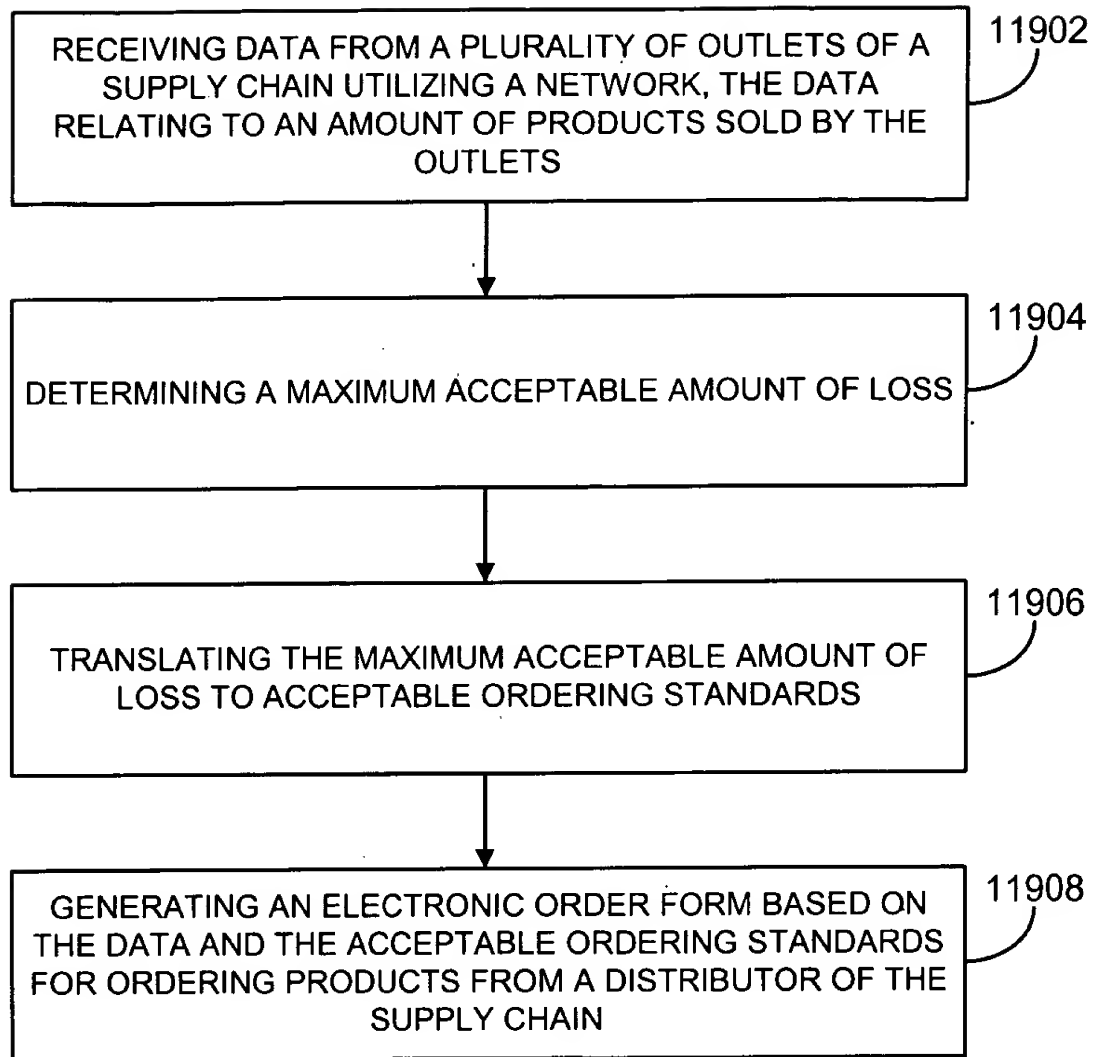 RECEIVING DATA FROM A PLURALITY OF OUTLETS OF A
SUPPLY CHAIN UTILIZING A NETWORK, THE DATA
RELATING TO AN AMOUNT OF PRODUCTS SOLD BY THE
OUTLETS
11902
DETERMINING A MAXIMUM ACCEPTABLE AMOUNT OF LOSS
11904
TRANSLATING THE MAXIMUM ACCEPTABLE AMOUNT OF
LOSS TO ACCEPTABLE ORDERING STANDARDS
11906
GENERATING AN ELECTRONIC ORDER FORM BASED ON
THE DATA AND THE ACCEPTABLE ORDERING STANDARDS
FOR ORDERING PRODUCTS FROM A DISTRIBUTOR OF THE
SUPPLY CHAIN
11908